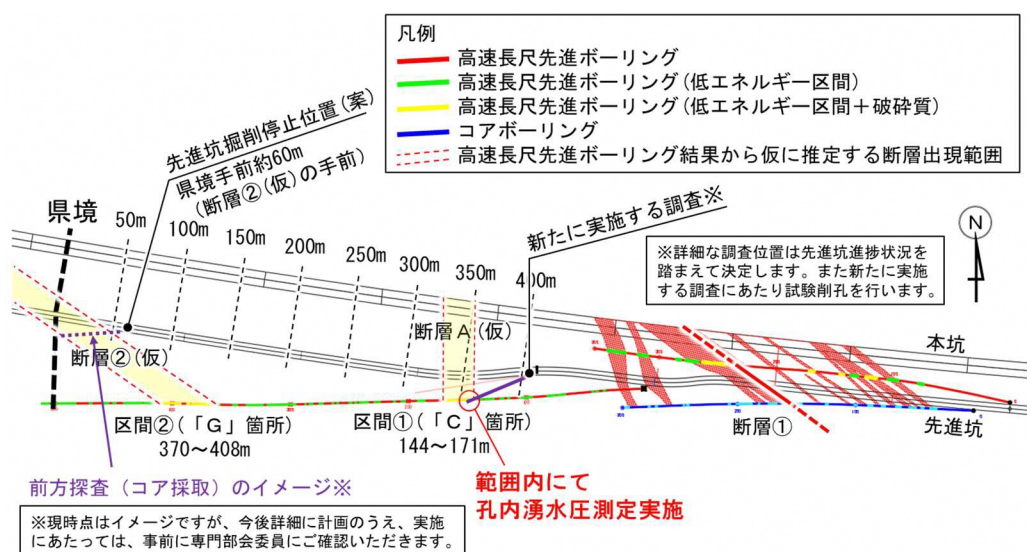 凡例
高速長尺先進ボーリング
高速長尺先進ボーリング(低エネルギー区間)
高速長尺先進ボーリング(低エネルギー区間＋破砕質)
コアボーリング
高速長尺先進ボーリング結果から仮に推定する断層出現範囲
先進坑掘削停止位置(案)
県境手前約60m
(断層②(仮)の手前)
県境
50m
100m
150m
200m
250m
300m
350m
400m
新たに実施する調査※
N
※詳細な調査位置は先進坑進捗状況を
踏まえて決定します。また新たに実施
する調査にあたり試験削孔を行います。
断層②(仮)
断層A(仮)
本坑
先進坑
断層①
区間②(「G」箇所)
370～408m
区間①(「C」箇所)
144～171m
範囲内にて
孔内湧水圧測定実施
前方探査（コア採取）のイメージ※
※現時点はイメージですが、今後詳細に計画のうえ、実施
にあたっては、事前に専門部会委員にご確認いただきます。